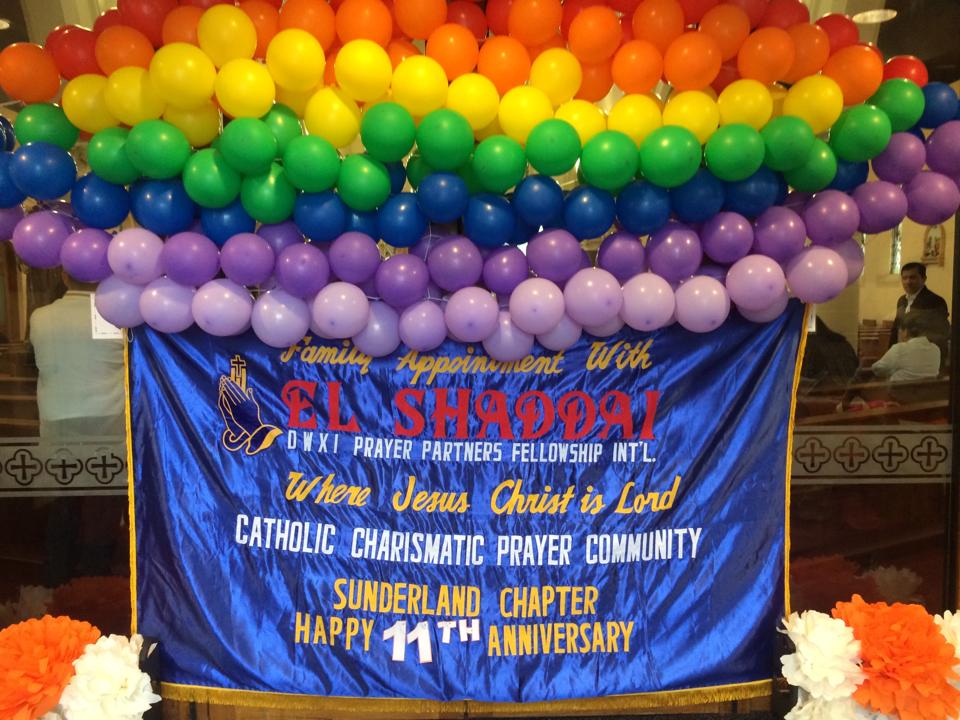 Family Appointment With
EL SHADDAI
DWXI PRAYER PARTNERS FELLOWSHIP INT'L.
Where Jesus Christ is Lord
CATHOLIC CHARISMATIC PRAYER COMMUNITY
SUNDERLAND CHAPTER
HAPPY 11TH ANNIVERSARY